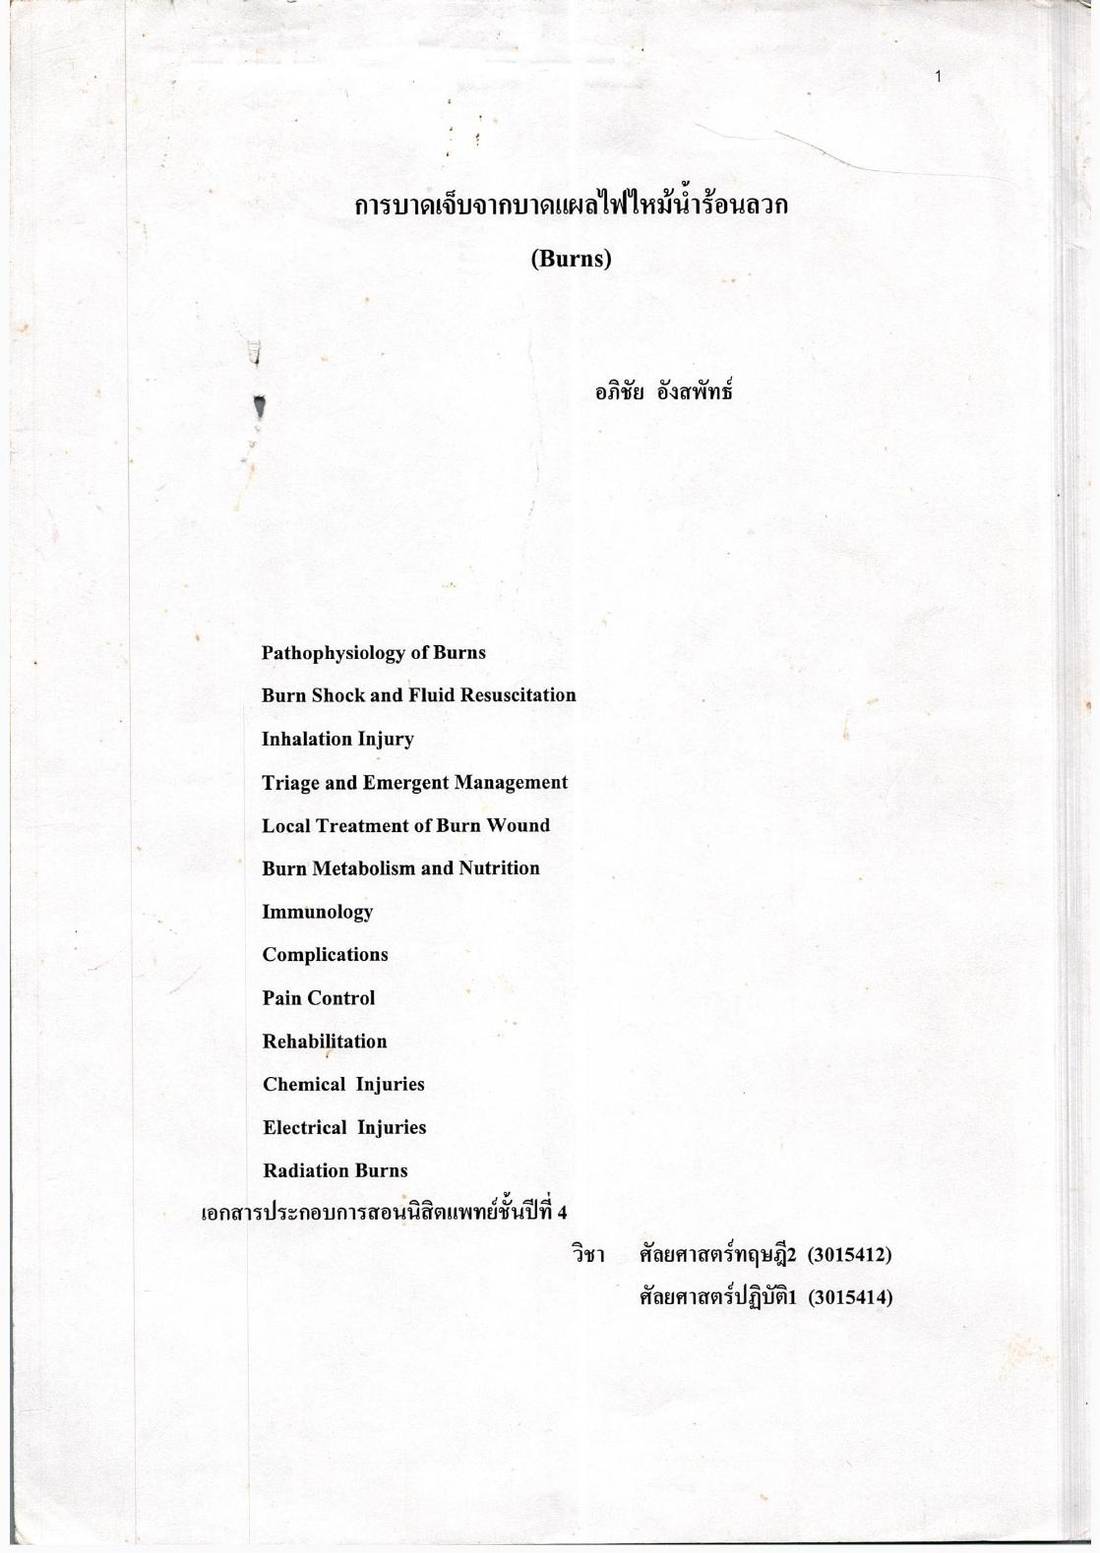 1
การบาดเจ็บจากบาดแผลไฟไหม้น้ำร้อนลวก
(Burns)
อภิชัย อังสพัทธ์
Pathophysiology of Burns
Burn Shock and Fluid Resuscitation
Inhalation Injury
Triage and Emergent Management
Local Treatment of Burn Wound
Burn Metabolism and Nutrition
Immunology
Complications
Pain Control
Rehabilitation
Chemical Injuries
Electrical Injuries
Radiation Burns
เอกสารประกอบการสอนนิสิตแพทย์ชั้นปีที่ 4
วิชา ศัลยศาสตร์ทฤษฎี2 (3015412)
ศัลยศาสตร์ปฏิบัติ1 (3015414)